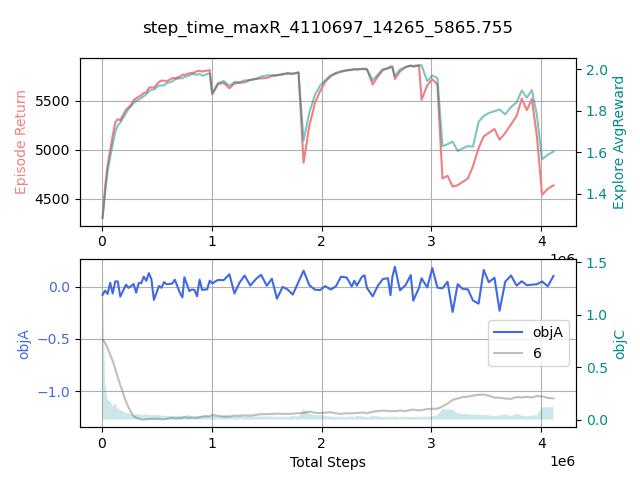 step_time_maxR_4110697_14265_5865.755
Episode Return
5500
5000
4500
2.0
1.8
1.6
1.4
Explore AvgReward
0 1 2 3 4
1e6
objA
0.0
−0.5
−1.0
objA
6
1.5
1.0
0.5
0.0
objC
0 1 2 3 4
1e6
Total Steps